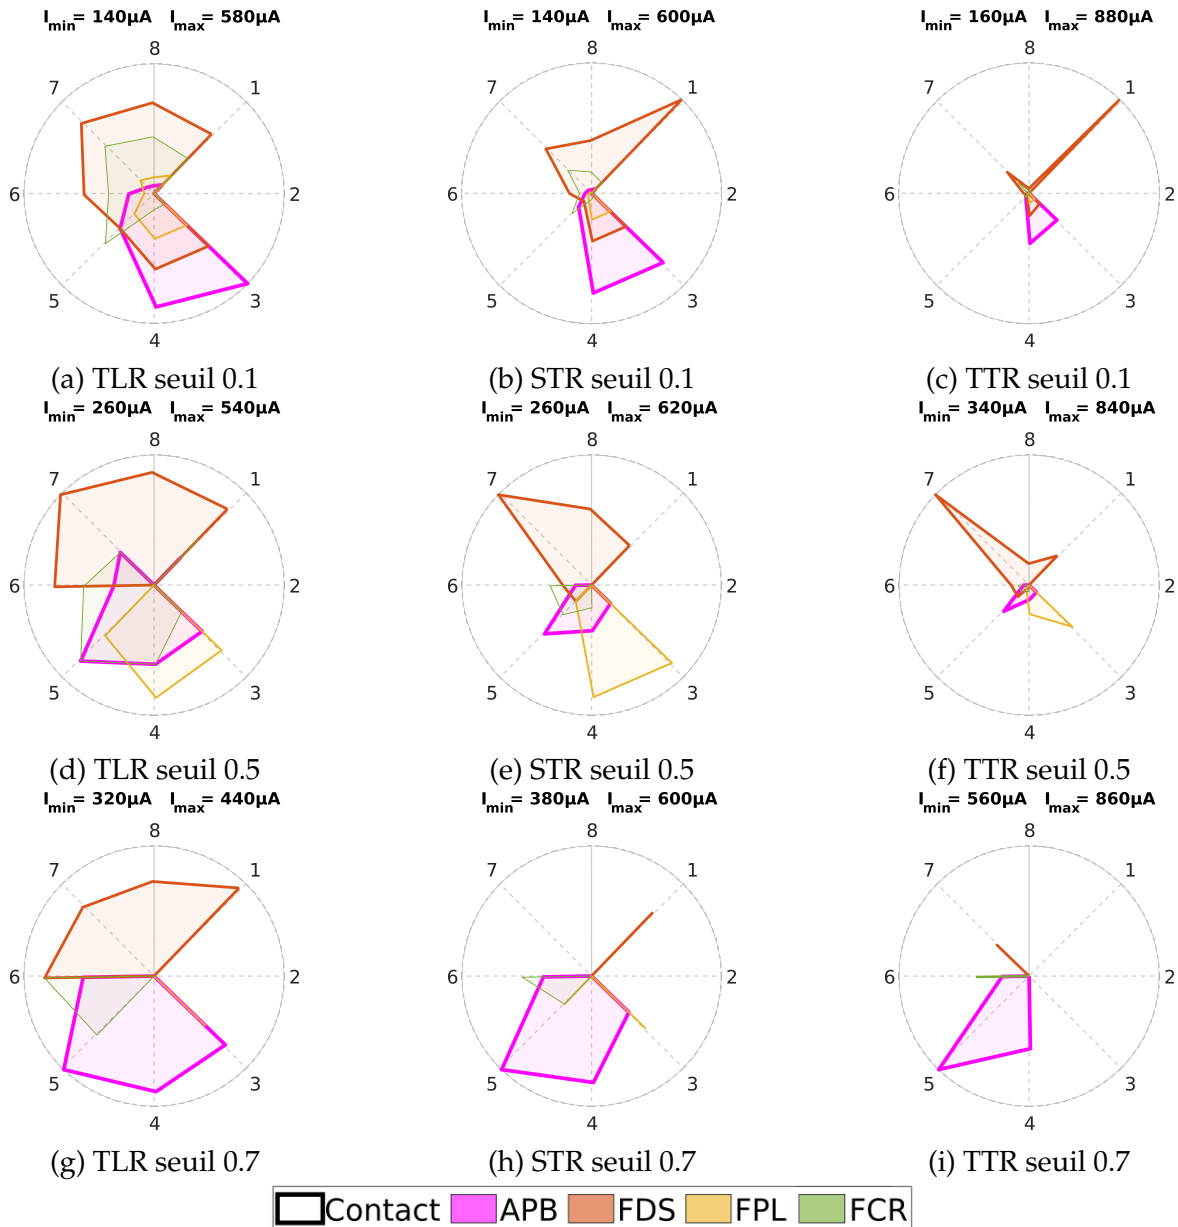 Imin= 140µA Imax= 580µA
Imin= 140µA Imax= 600µA
Imin= 160µA Imax= 880µA
8
7 1
6 2
5 3
4
8
7 1
6 2
5 3
4
8
7 1
6 2
5 3
4
(a) TLR seuil 0.1
(b) STR seuil 0.1
(c) TTR seuil 0.1
Imin= 260µA Imax= 540µA
Imin= 260µA Imax= 620µA
Imin= 340µA Imax= 840µA
8
7 1
6 2
5 3
4
8
7 1
6 2
5 3
4
8
7 1
6 2
5 3
4
(d) TLR seuil 0.5
(e) STR seuil 0.5
(f) TTR seuil 0.5
Imin= 320µA Imax= 440µA
Imin= 380µA Imax= 600µA
Imin= 560µA Imax= 860µA
8
7 1
6 2
5 3
4
8
7 1
6 2
5 3
4
8
7 1
6 2
5 3
4
(g) TLR seuil 0.7
(h) STR seuil 0.7
(i) TTR seuil 0.7
Contact APB FDS FPL FCR